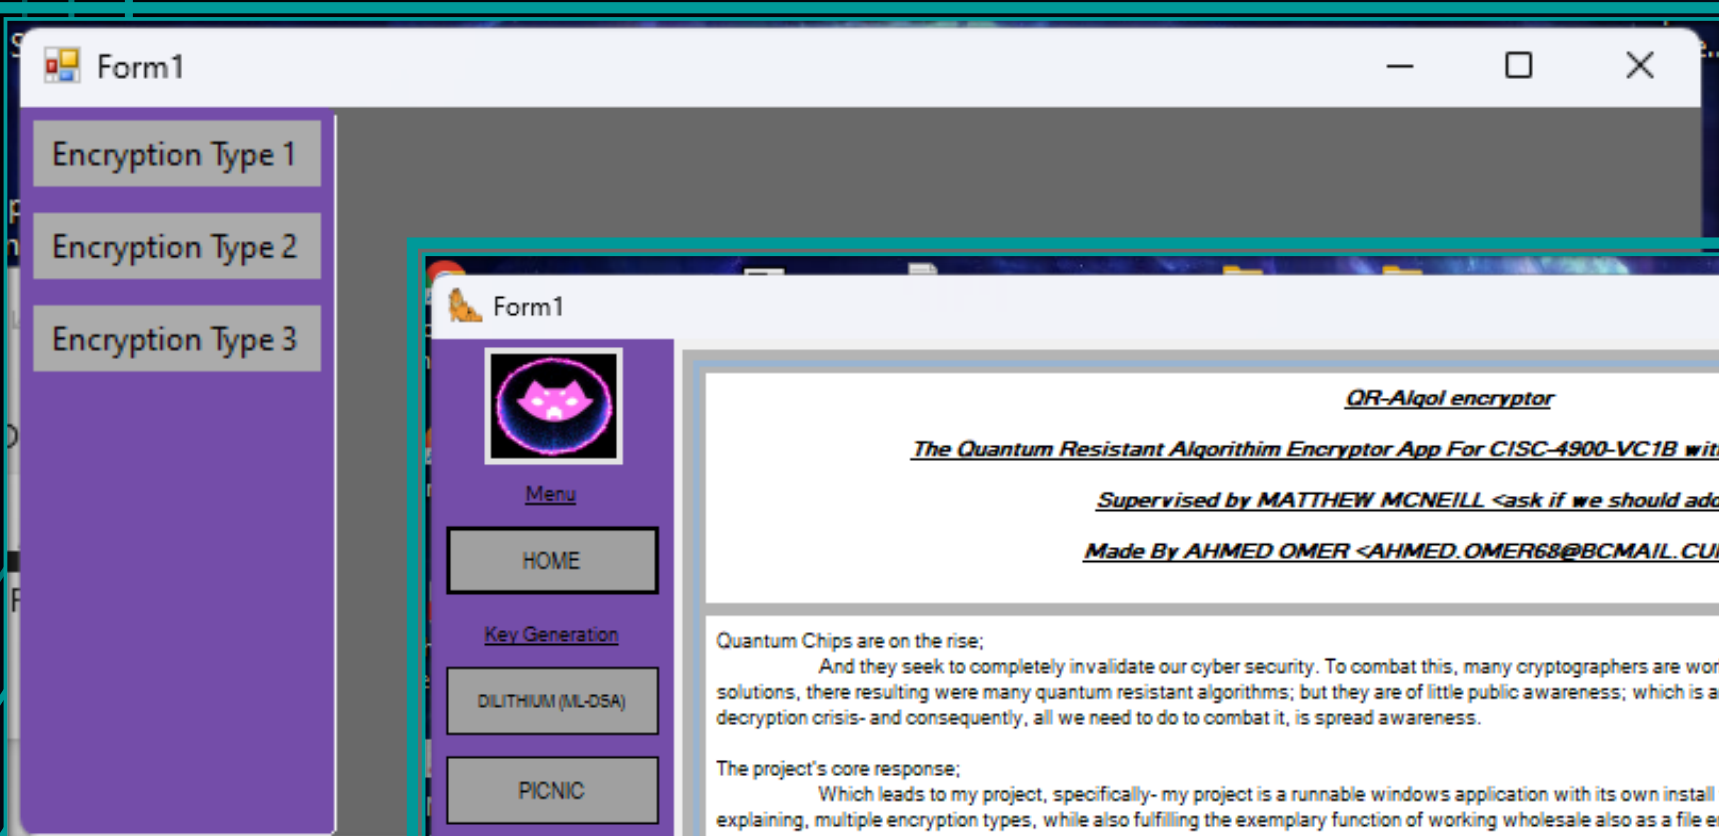 Form1
Encryption Type 1
Encryption Type 2
Encryption Type 3
Form1
Menu
HOME
Key Generation
DILITHIUM (ML-DSA)
PICNIC
QR-Algol encryptor
The Quantum Resistant Algorithim Encryptor App For CISC-4900-VC1B with
Supervised by MATTHEW MCNEILL <ask if we should add
Made By AHMED OMER <AHMED.OMER68@BCMAIL.CUN
Quantum Chips are on the rise;
And they seek to completely invalidate our cyber security. To combat this, many cryptographers are wor
solutions, there resulting were many quantum resistant algorithms; but they are of little public awareness; which is a
decryption crisis- and consequently, all we need to do to combat it, is spread awareness.
The project's core response;
Which leads to my project, specifically- my project is a runnable windows application with its own install
explaining, multiple encryption types, while also fulfilling the exemplary function of working wholesale also as a file e